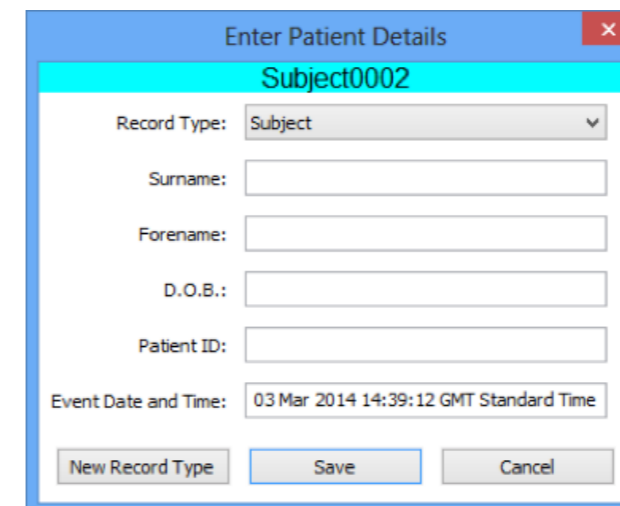 Enter Patient Details
Subject0002
Record Type: Subject
Surname:
Forename:
D.O.B.:
Patient ID:
Event Date and Time: 03 Mar 2014 14:39:12 GMT Standard Time
New Record Type Save Cancel